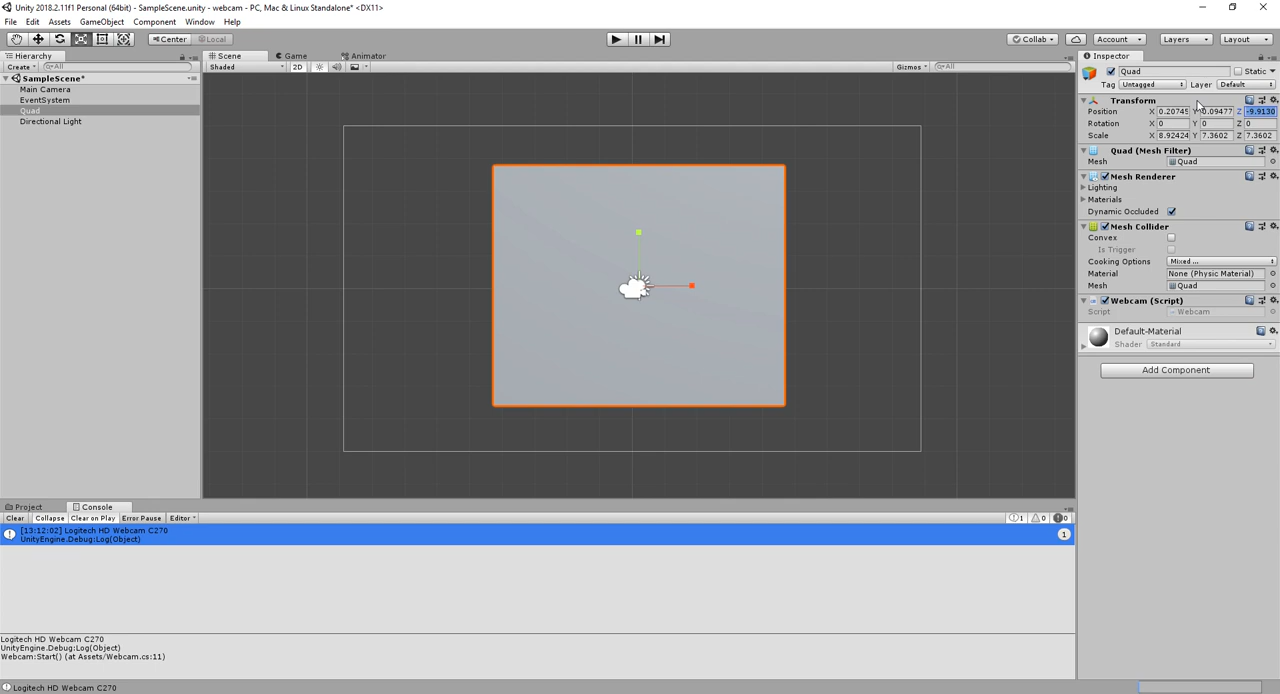 Unity 2018.2.11f1 Personal (64bit) - SampleScene.unity - webcam - PC, Mac & Linux Standalone* <DX11>
File Edit Assets GameObject Component Window Help
Center Local Collab Account Layers Layout
Hierarchy
Create All
SampleScene*
Main Camera
EventSystem
Quad
Directional Light
Scene Game Animator
Shaded 2D Gizmos All
Inspector
Quad Static
Tag Untagged Layer Default
Transform
Position X 0.20745 Y 0.09477 Z -9.9130
Rotation X 0 Y 0 Z 0
Scale X 8.92424 Y 7.3602 Z 7.3602
Quad (Mesh Filter)
Mesh Quad
Mesh Renderer
Lighting
Materials
Dynamic Occluded
Mesh Collider
Convex
Is Trigger
Cooking Options Mixed ...
Material None (Physic Material)
Mesh Quad
Webcam (Script)
Script Webcam
Default-Material
Shader Standard
Add Component
Project Console
Clear Collapse Clear on Play Error Pause Editor 1 0 0
[13:12:02] Logitech HD Webcam C270
UnityEngine.Debug:Log(Object)
1
Logitech HD Webcam C270
UnityEngine.Debug:Log(Object)
Webcam:Start() (at Assets/Webcam.cs:11)
Logitech HD Webcam C270